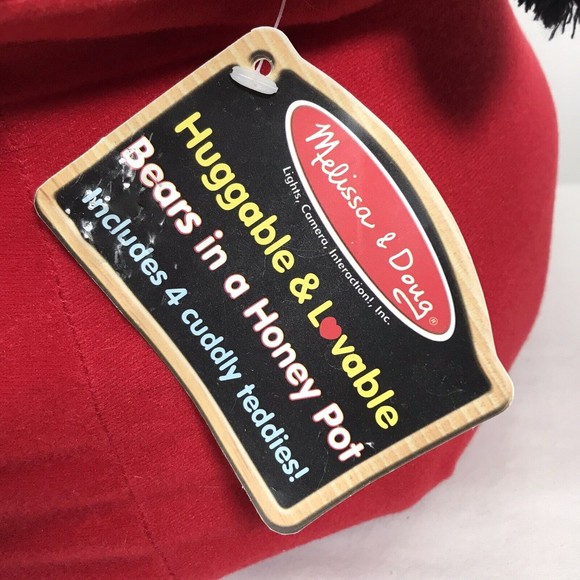 Melissa & Doug®
Lights, Camera, Interaction!, Inc.
Huggable & Lovable
Bears in a Honey Pot
Includes 4 cuddly teddies!